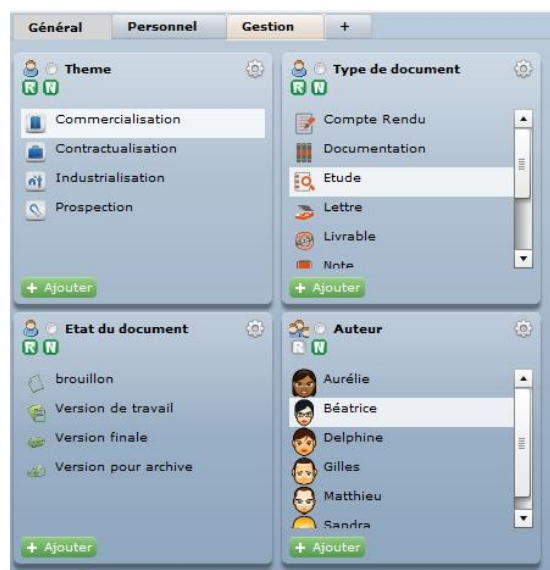 Général Personnel Gestion +
Theme
R N
Commercialisation
Contractualisation
Industrialisation
Prospection
+ Ajouter
Type de document
R N
Compte Rendu
Documentation
Etude
Lettre
Livrable
Note
+ Ajouter
Etat du document
R N
brouillon
Version de travail
Version finale
Version pour archive
+ Ajouter
Auteur
R N
Aurélie
Béatrice
Delphine
Gilles
Matthieu
Sandra
+ Ajouter